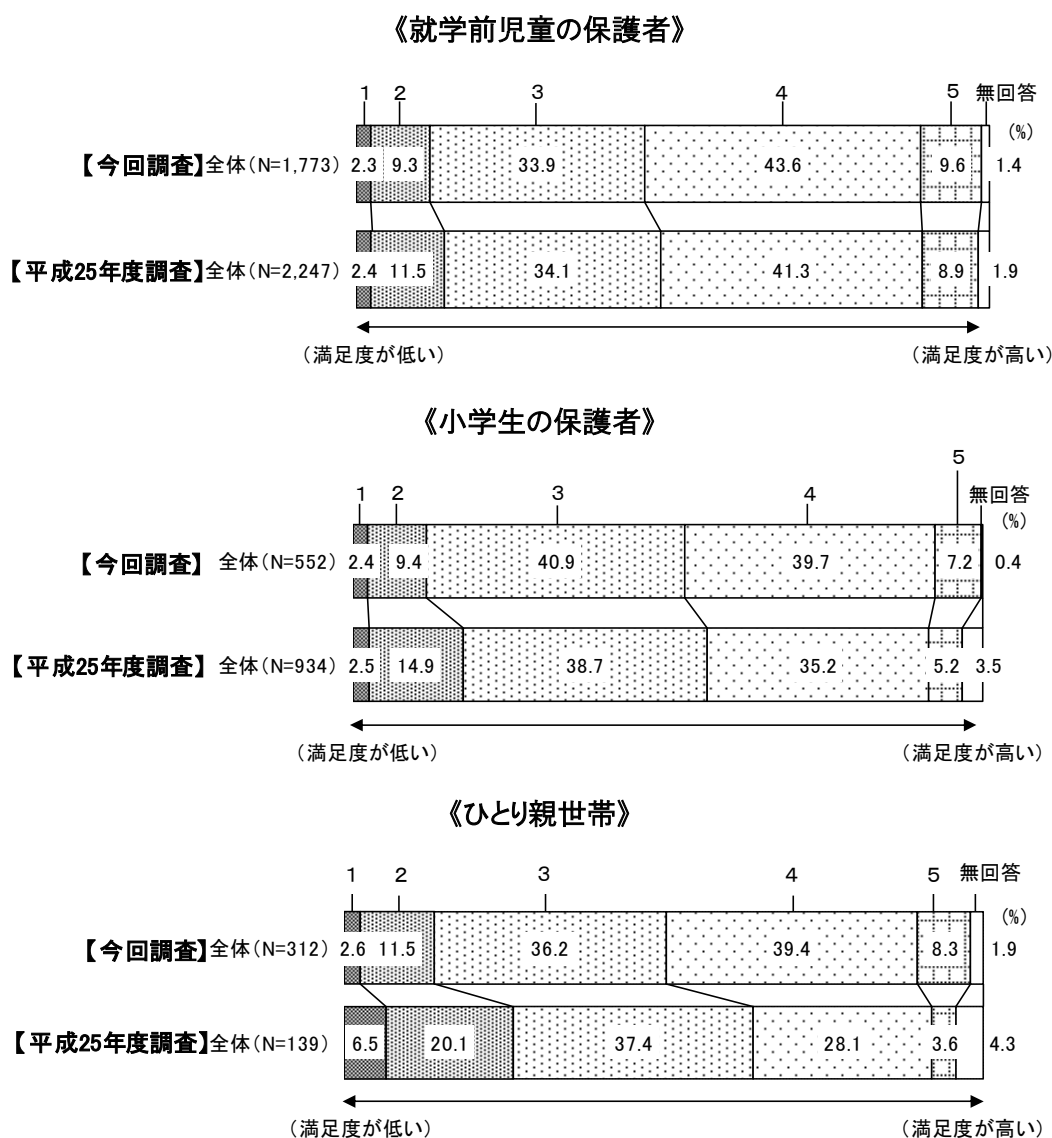 《就学前児童の保護者》
1 2 3 4 5 無回答
(%)
【今回調査】全体(N=1,773) 2.3 9.3 33.9 43.6 9.6 1.4
【平成25年度調査】全体(N=2,247) 2.4 11.5 34.1 41.3 8.9 1.9
(満足度が低い) (満足度が高い)
《小学生の保護者》
5
1 2 3 4 無回答
(%)
【今回調査】 全体(N=552) 2.4 9.4 40.9 39.7 7.2 0.4
【平成25年度調査】 全体(N=934) 2.5 14.9 38.7 35.2 5.2 3.5
(満足度が低い) (満足度が高い)
《ひとり親世帯》
1 2 3 4 5 無回答
(%)
【今回調査】全体(N=312) 2.6 11.5 36.2 39.4 8.3 1.9
【平成25年度調査】全体(N=139) 6.5 20.1 37.4 28.1 3.6 4.3
(満足度が低い) (満足度が高い)